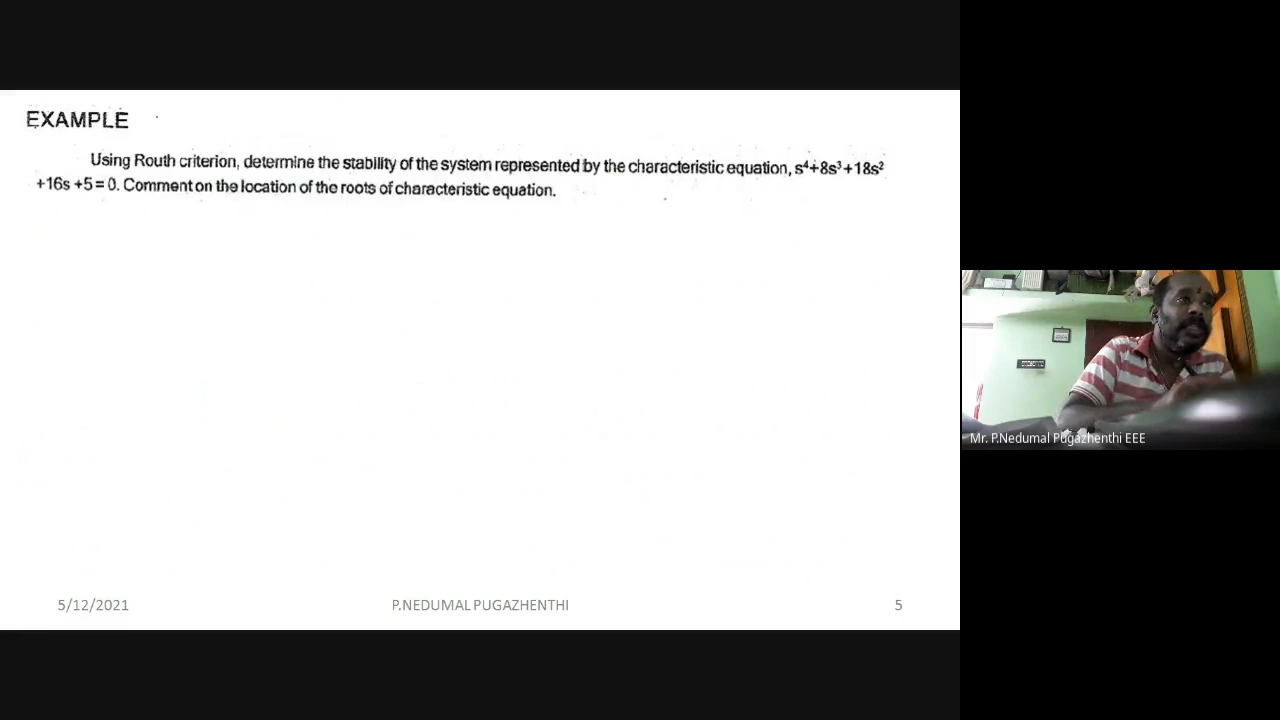 EXAMPLE
Using Routh criterion, determine the stability of the system represented by the characteristic equation, s⁴+8s³+18s²
+16s +5 = 0. Comment on the location of the roots of characteristic equation.
Mr. P.Nedumal Pugazhenthi EEE
5/12/2021 P.NEDUMAL PUGAZHENTHI 5